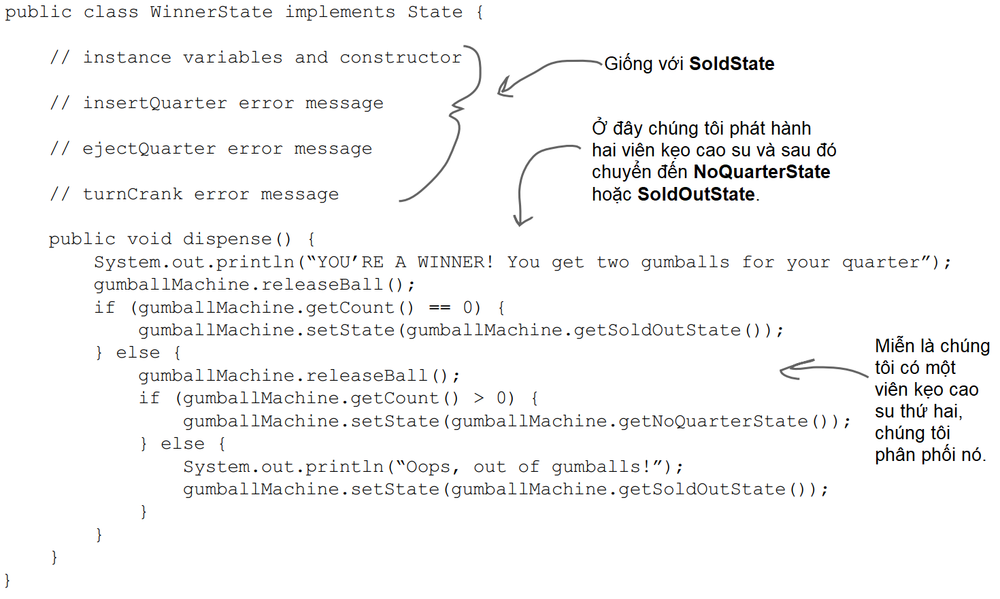 public class WinnerState implements State {
// instance variables and constructor
Giống với SoldState
// insertQuarter error message
// ejectQuarter error message
// turnCrank error message
Ở đây chúng tôi phát hành
hai viên kẹo cao su và sau đó
chuyển đến NoQuarterState
hoặc SoldOutState.
public void dispense() {
System.out.println(“YOU’RE A WINNER! You get two gumballs for your quarter”);
gumballMachine.releaseBall();
if (gumballMachine.getCount() == 0) {
gumballMachine.setState(gumballMachine.getSoldOutState());
} else {
gumballMachine.releaseBall();
if (gumballMachine.getCount() > 0) {
gumballMachine.setState(gumballMachine.getNoQuarterState());
} else {
System.out.println(“Oops, out of gumballs!”);
gumballMachine.setState(gumballMachine.getSoldOutState());
}
}
}
}
Miễn là chúng
tôi có một
viên kẹo cao
su thứ hai,
chúng tôi
phân phối nó.